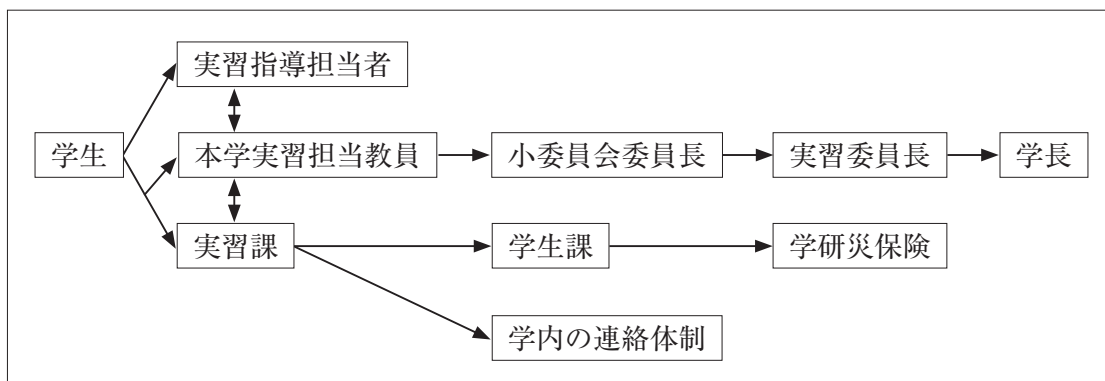 実習指導担当者
学生
本学実習担当教員
小委員会委員長
実習委員長
学長
実習課
学生課
学研災保険
学内の連絡体制